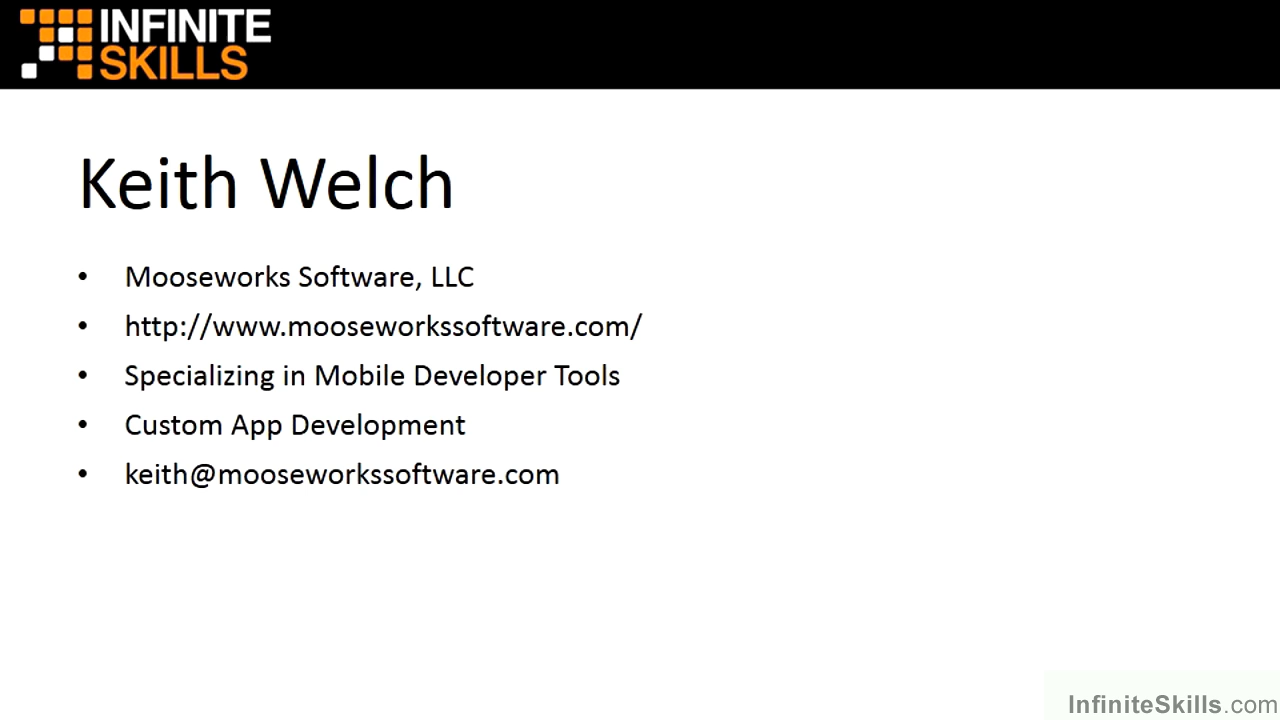 INFINITE
SKILLS
Keith Welch
• Mooseworks Software, LLC
• http://www.mooseworkssoftware.com/
• Specializing in Mobile Developer Tools
• Custom App Development
• keith@mooseworkssoftware.com
InfiniteSkills.com